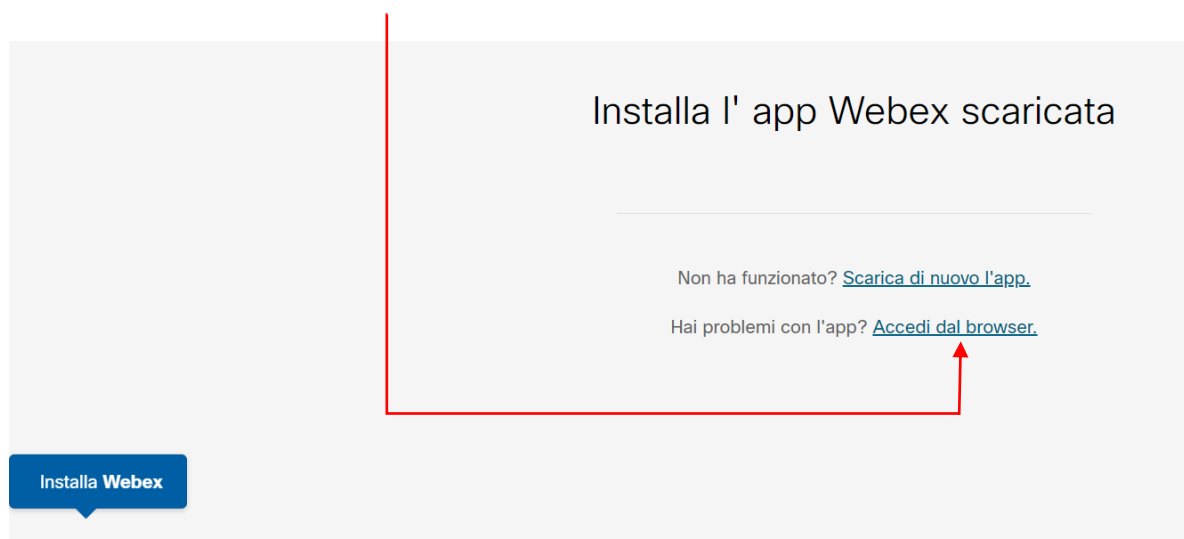 Installa l' app Webex scaricata
Non ha funzionato? Scarica di nuovo l'app.
Hai problemi con l'app? Accedi dal browser.
Installa Webex